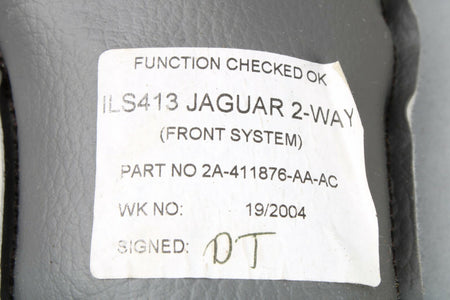 FUNCTION CHECKED OK
ILS413 JAGUAR 2-WAY
(FRONT SYSTEM)
PART NO 2A-411876-AA-AC
WK NO: 19/2004
SIGNED: DT